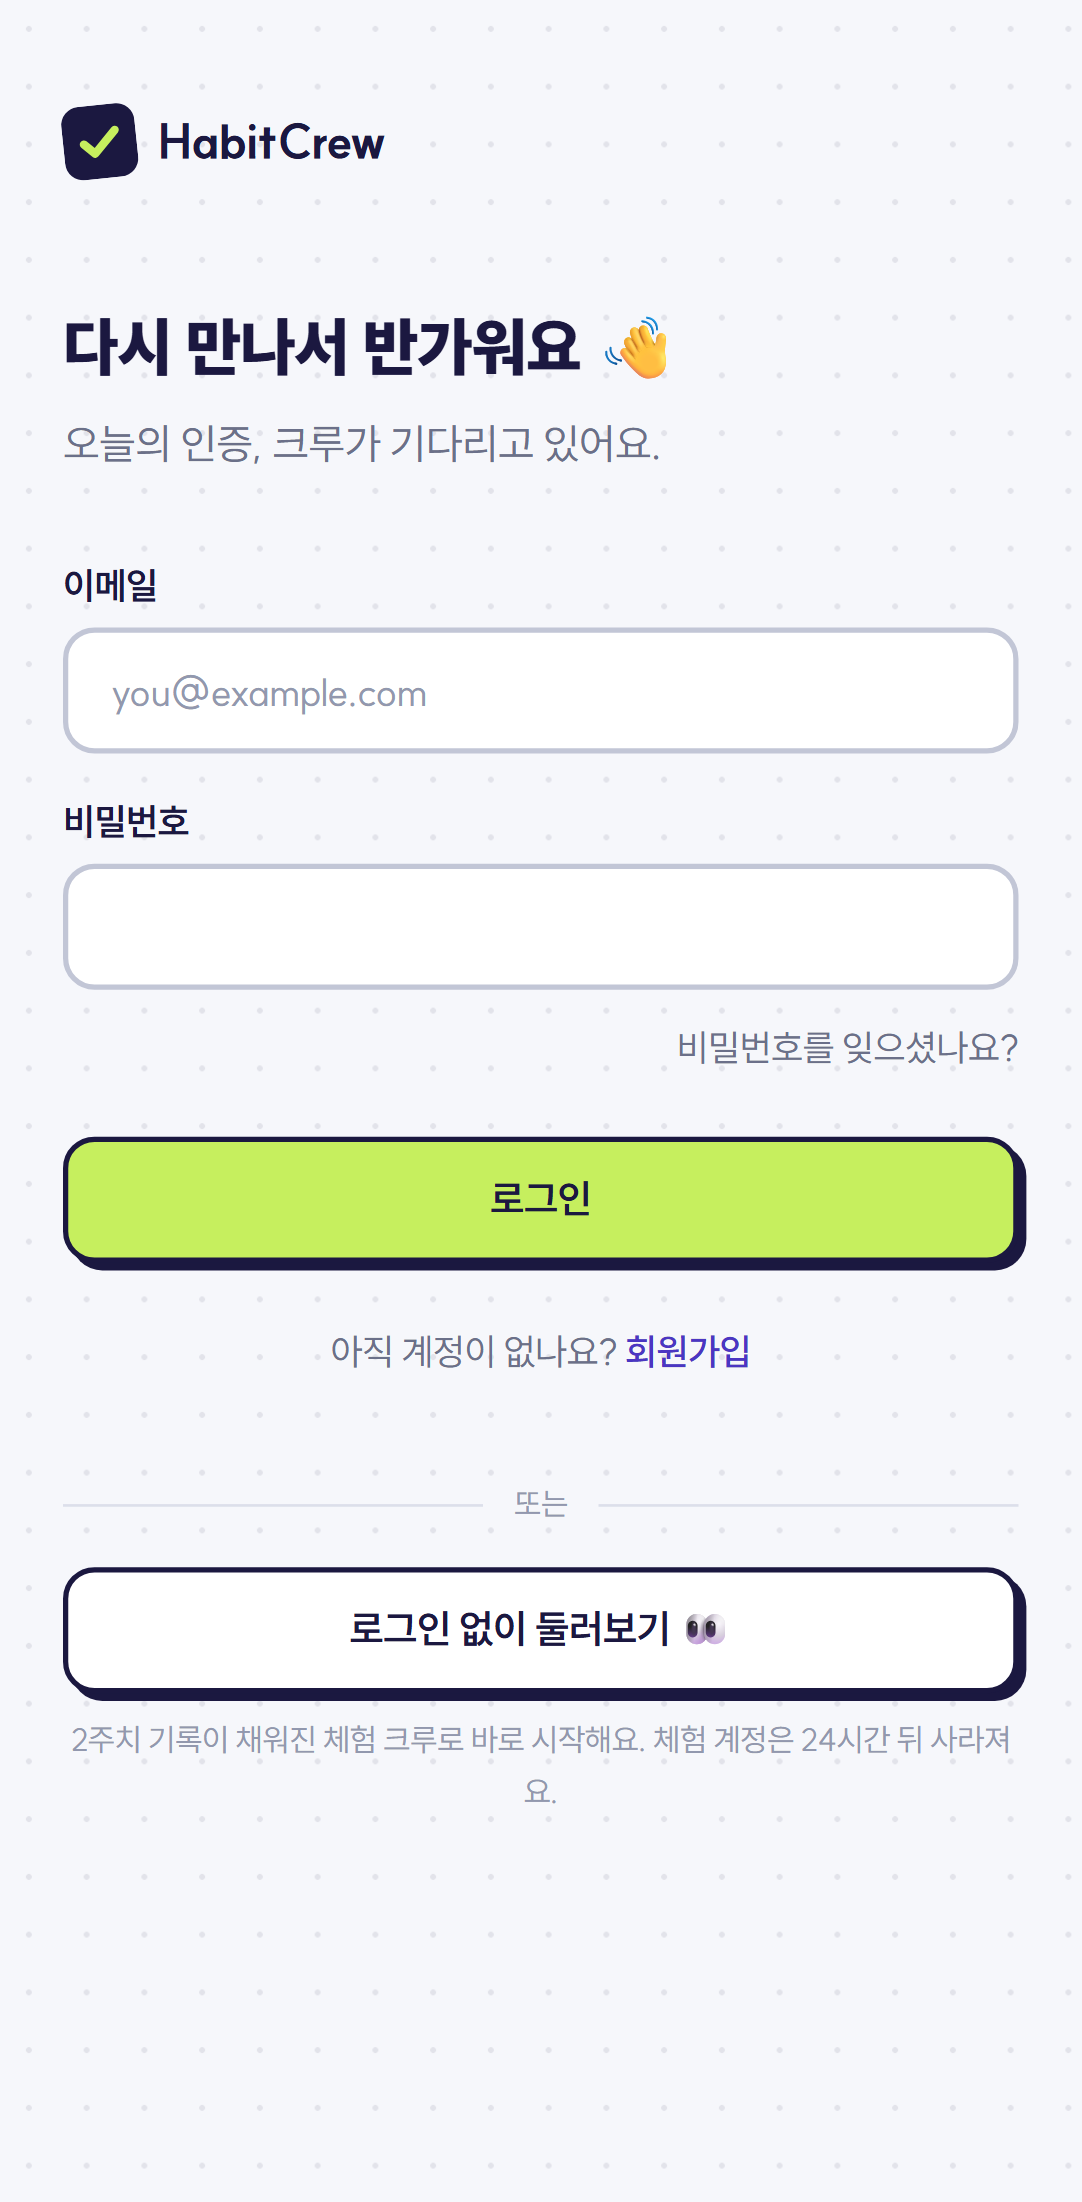 HabitCrew
다시 만나서 반가워요 👋
오늘의 인증, 크루가 기다리고 있어요.
이메일
you@example.com
비밀번호
비밀번호를 잊으셨나요?
로그인
아직 계정이 없나요? 회원가입
또는
로그인 없이 둘러보기 👀
2주치 기록이 채워진 체험 크루로 바로 시작해요. 체험 계정은 24시간 뒤 사라져
요.